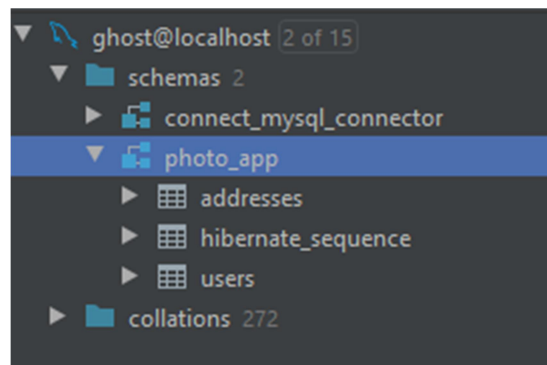 ghost@localhost 2 of 15
schemas 2
connect_mysql_connector
photo_app
addresses
hibernate_sequence
users
collations 272